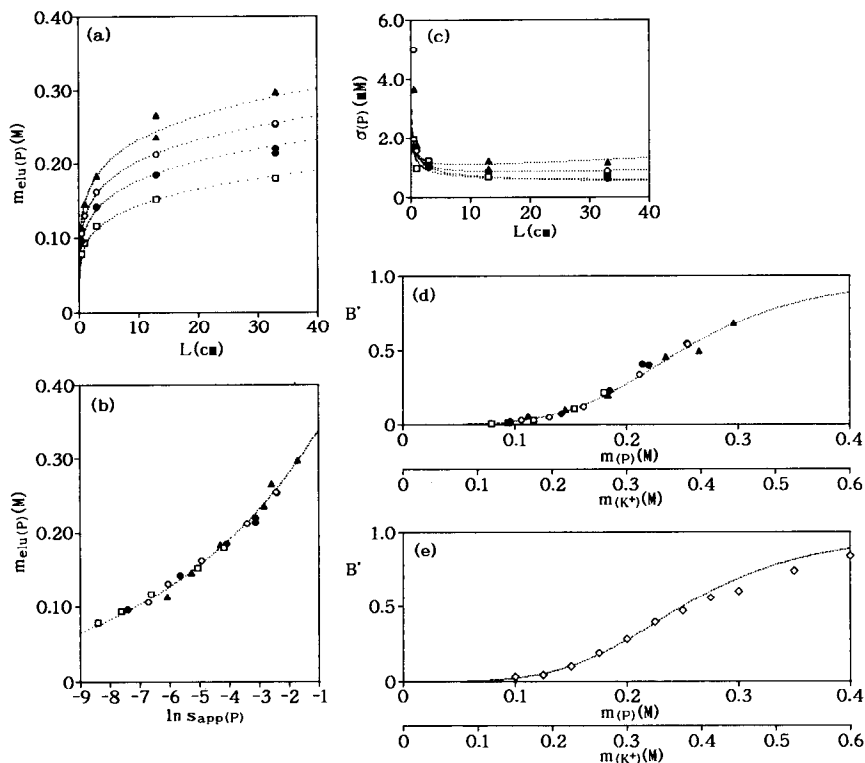 (a)
0.40
0.30
0.20
0.10
0
m_elu(P)(M)
0 10 20 30 40
L(cm)
(b)
0.40
0.30
0.20
0.10
0
m_elu(P)(M)
-9 -8 -7 -6 -5 -4 -3 -2 -1
ln s_app(P)
(c)
6.0
4.0
2.0
0
σ(P)(mM)
0 10 20 30 40
L(cm)
(d)
1.0
0.5
0
B'
0 0.1 0.2 0.3 0.4
m(P)(M)
0 0.1 0.2 0.3 0.4 0.5 0.6
m(K+)(M)
(e)
1.0
0.5
0
B'
0 0.1 0.2 0.3 0.4
m(P)(M)
0 0.1 0.2 0.3 0.4 0.5 0.6
m(K+)(M)